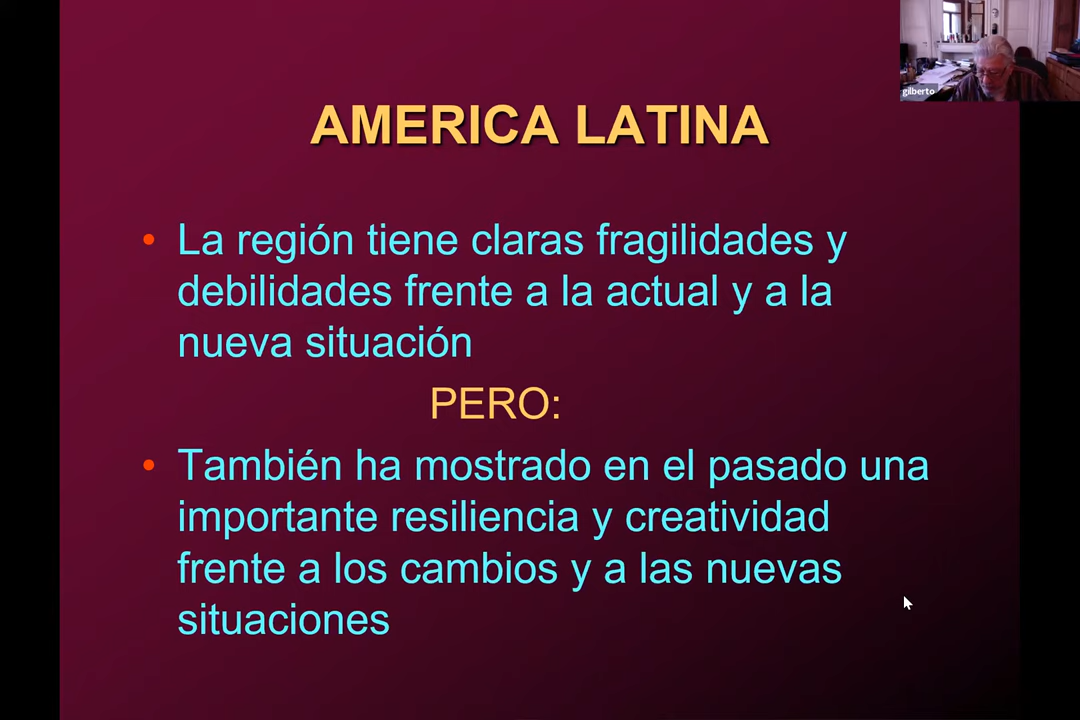 gilberto
AMERICA LATINA
• La región tiene claras fragilidades y
debilidades frente a la actual y a la
nueva situación
PERO:
• También ha mostrado en el pasado una
importante resiliencia y creatividad
frente a los cambios y a las nuevas
situaciones